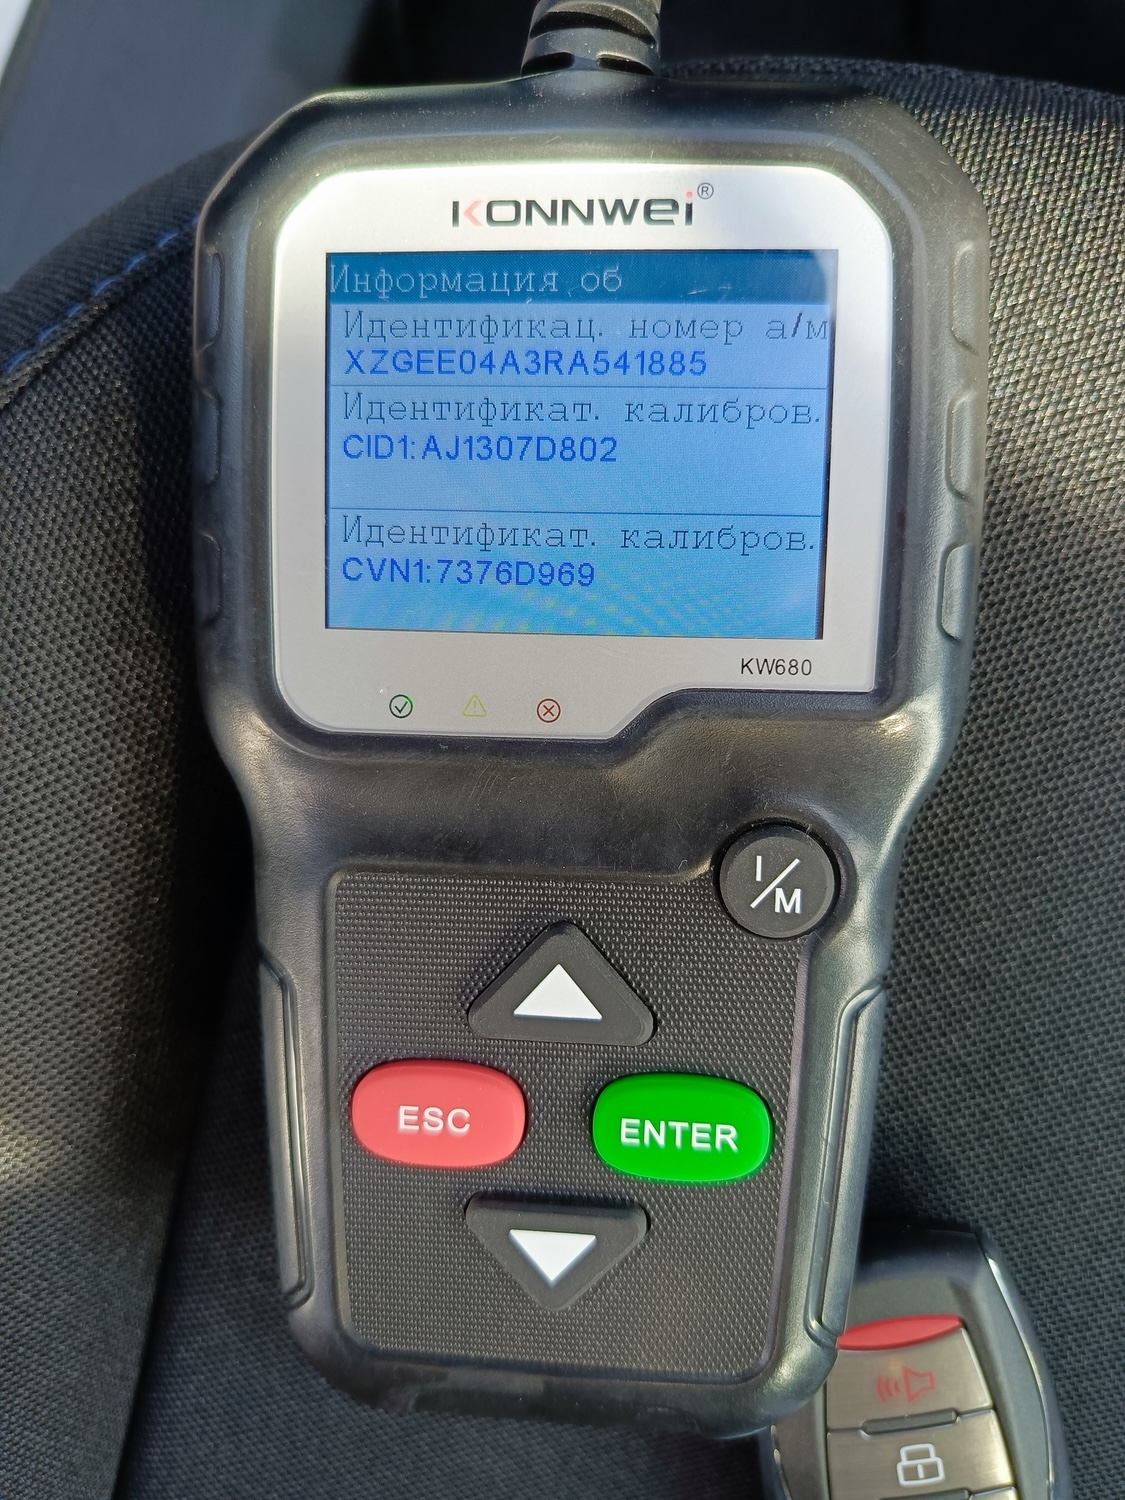 KONNWEI®
Информация об
Идентификац. номер а/м
XZGEE04A3RA541885
Идентификат. калибров.
CID1:AJ1307D802
Идентификат. калибров.
CVN1:7376D969
KW680
I/M
ESC
ENTER